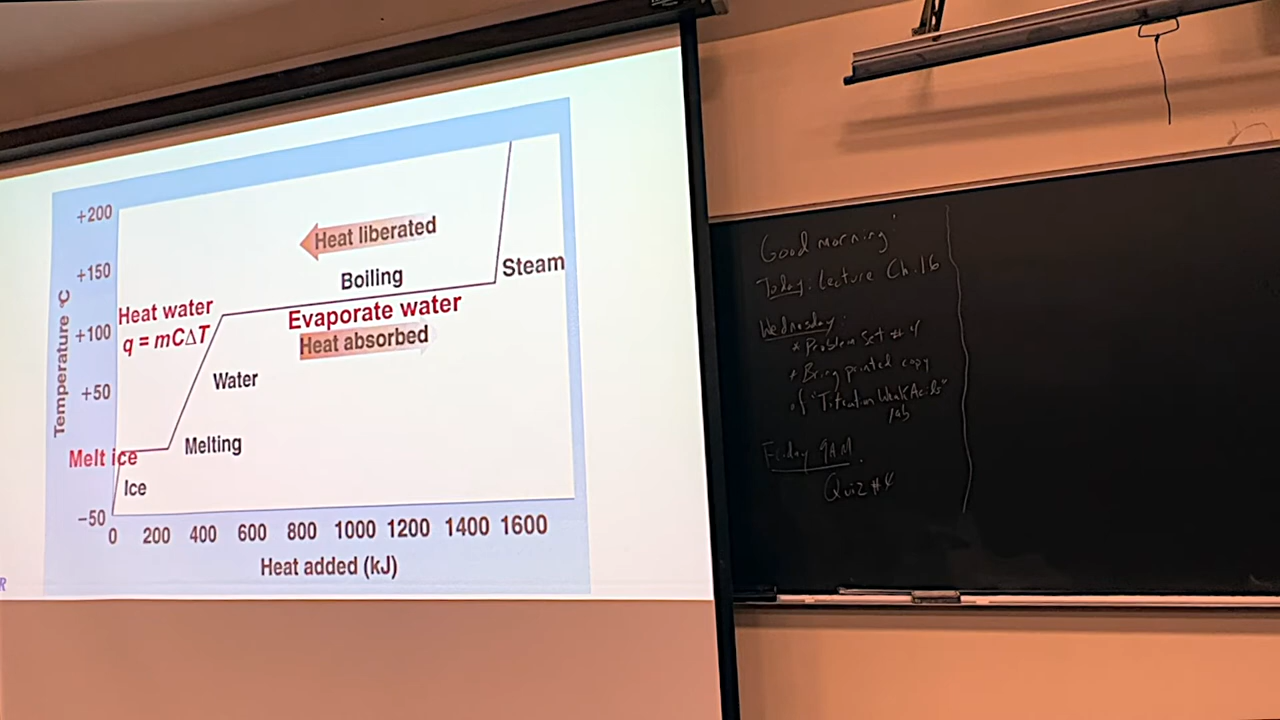 +200
+150
+100
+50
−50
Temperature °C
Heat liberated
Boiling
Steam
Heat water
q = mCΔT
Evaporate water
Heat absorbed
Water
Melting
Melt ice
Ice
0 200 400 600 800 1000 1200 1400 1600
Heat added (kJ)
R
Good morning!
Today: Lecture Ch. 16
Wednesday:
* Problem Set #4
* Bring printed copy
of "Titration Weak Acids"
lab
Friday 9AM
Quiz #4